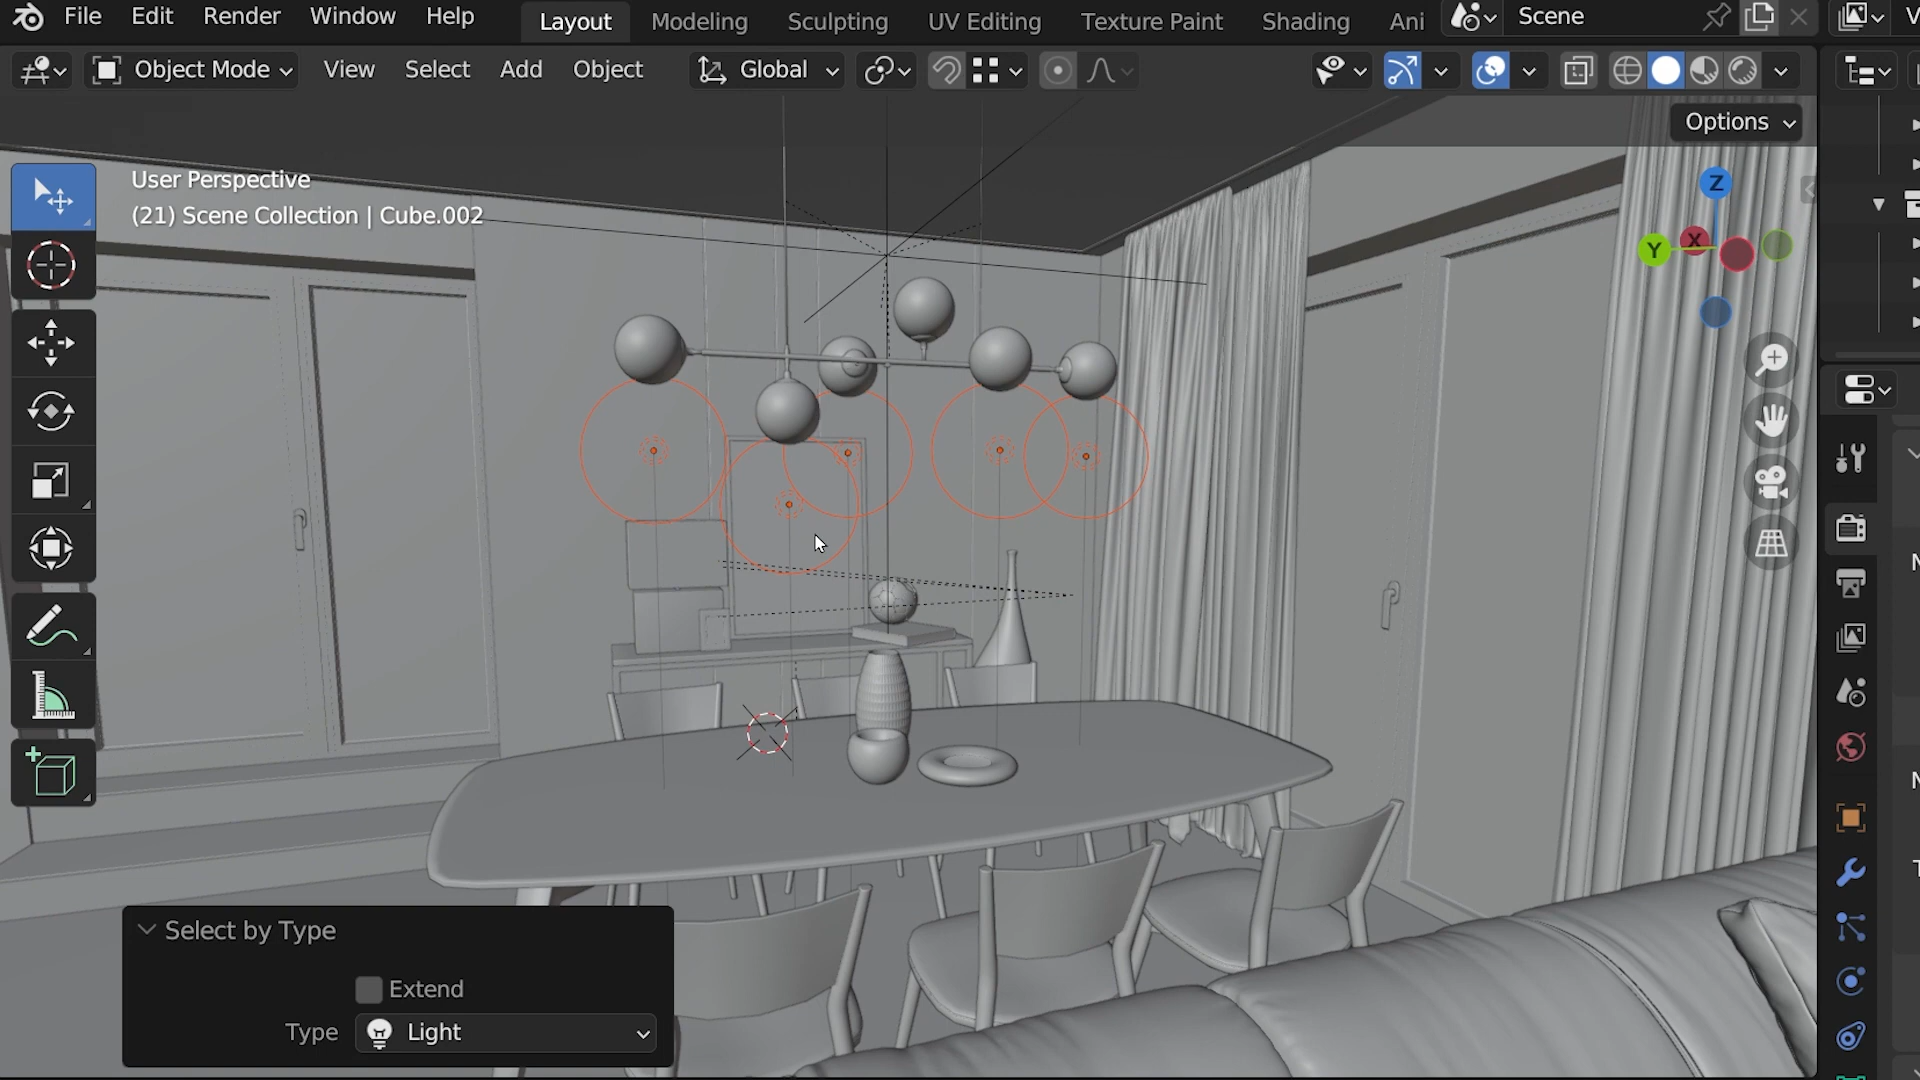 File Edit Render Window Help Layout Modeling Sculpting UV Editing Texture Paint Shading Ani Scene
Object Mode View Select Add Object Global
Options
User Perspective
(21) Scene Collection | Cube.002
Z
Y
X
Select by Type
Extend
Type Light